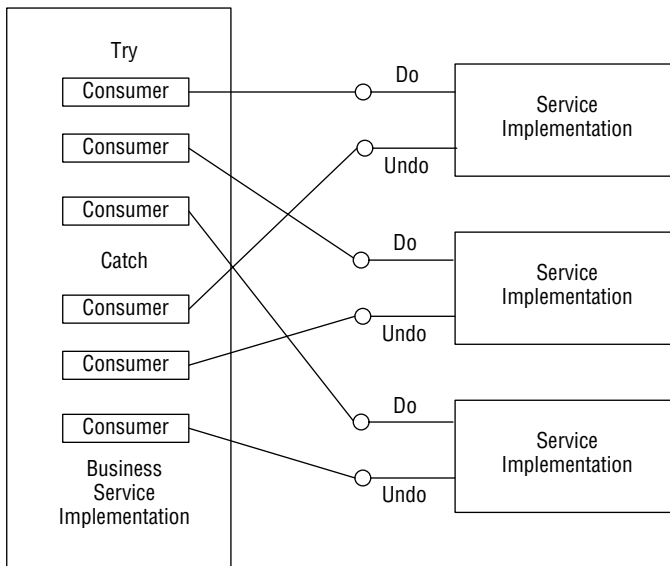 Try
Consumer
Consumer
Consumer
Catch
Consumer
Consumer
Consumer
Business
Service
Implementation
Do
Undo
Service
Implementation
Do
Undo
Service
Implementation
Do
Undo
Service
Implementation